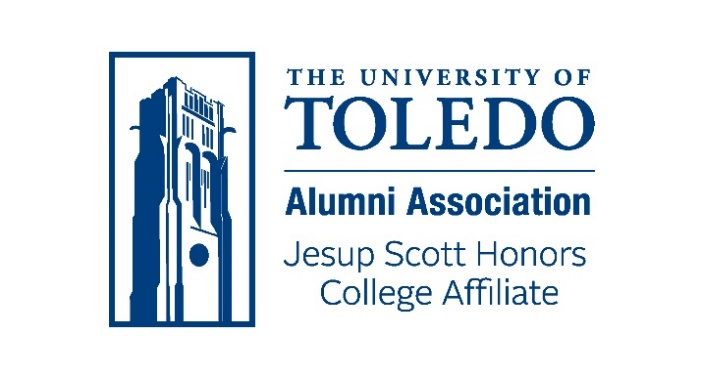 THE UNIVERSITY OF
TOLEDO
Alumni Association
Jesup Scott Honors
College Affiliate